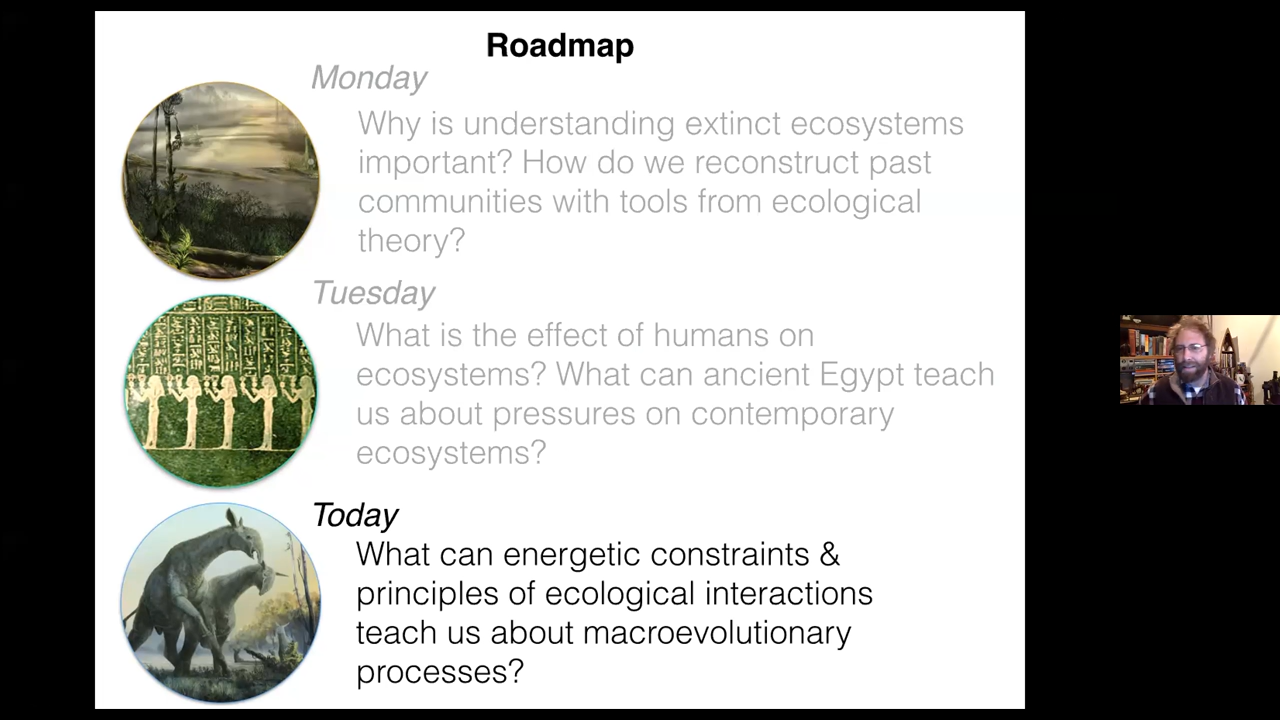 Roadmap
Monday
Why is understanding extinct ecosystems
important? How do we reconstruct past
communities with tools from ecological
theory?
Tuesday
What is the effect of humans on
ecosystems? What can ancient Egypt teach
us about pressures on contemporary
ecosystems?
Today
What can energetic constraints &
principles of ecological interactions
teach us about macroevolutionary
processes?